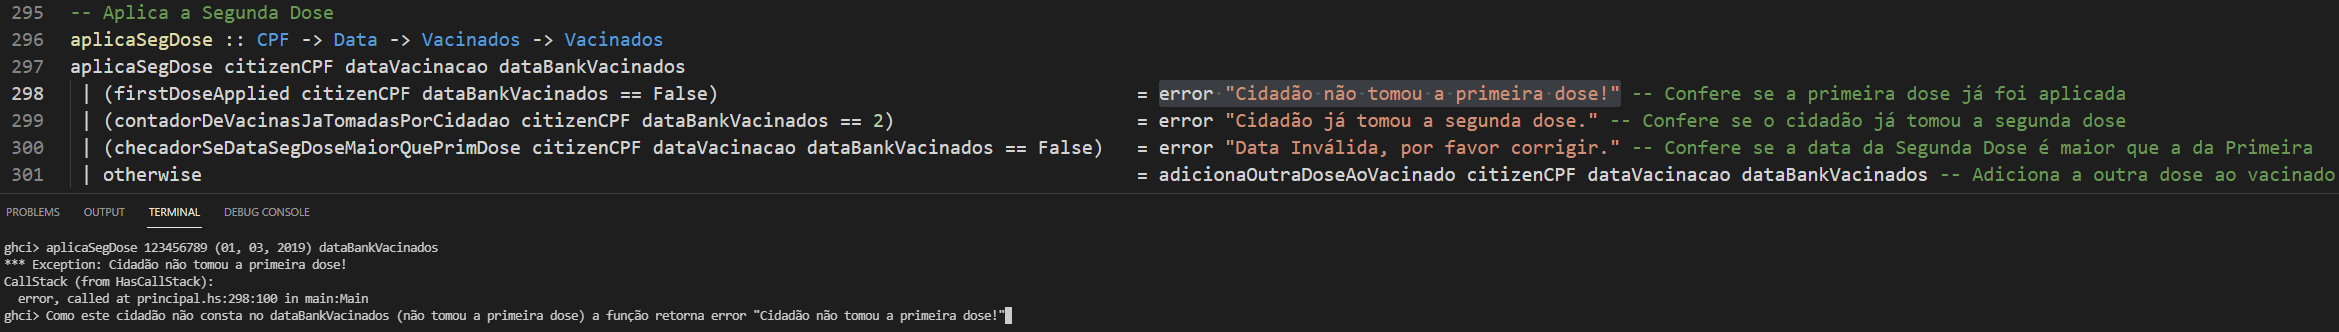 295 -- Aplica a Segunda Dose
296 aplicaSegDose :: CPF -> Data -> Vacinados -> Vacinados
297 aplicaSegDose citizenCPF dataVacinacao dataBankVacinados
298 | (firstDoseApplied citizenCPF dataBankVacinados == False) = error "Cidadão não tomou a primeira dose!" -- Confere se a primeira dose já foi aplicada
299 | (contadorDeVacinasJaTomadasPorCidadao citizenCPF dataBankVacinados == 2) = error "Cidadão já tomou a segunda dose." -- Confere se o cidadão já tomou a segunda dose
300 | (checadorSeDataSegDoseMaiorQuePrimDose citizenCPF dataVacinacao dataBankVacinados == False) = error "Data Inválida, por favor corrigir." -- Confere se a data da Segunda Dose é maior que a da Primeira
301 | otherwise = adicionaOutraDoseAoVacinado citizenCPF dataVacinacao dataBankVacinados -- Adiciona a outra dose ao vacinado
PROBLEMS OUTPUT TERMINAL DEBUG CONSOLE
ghci> aplicaSegDose 123456789 (01, 03, 2019) dataBankVacinados
*** Exception: Cidadão não tomou a primeira dose!
CallStack (from HasCallStack):
error, called at principal.hs:298:100 in main:Main
ghci> Como este cidadão não consta no dataBankVacinados (não tomou a primeira dose) a função retorna error "Cidadão não tomou a primeira dose!"